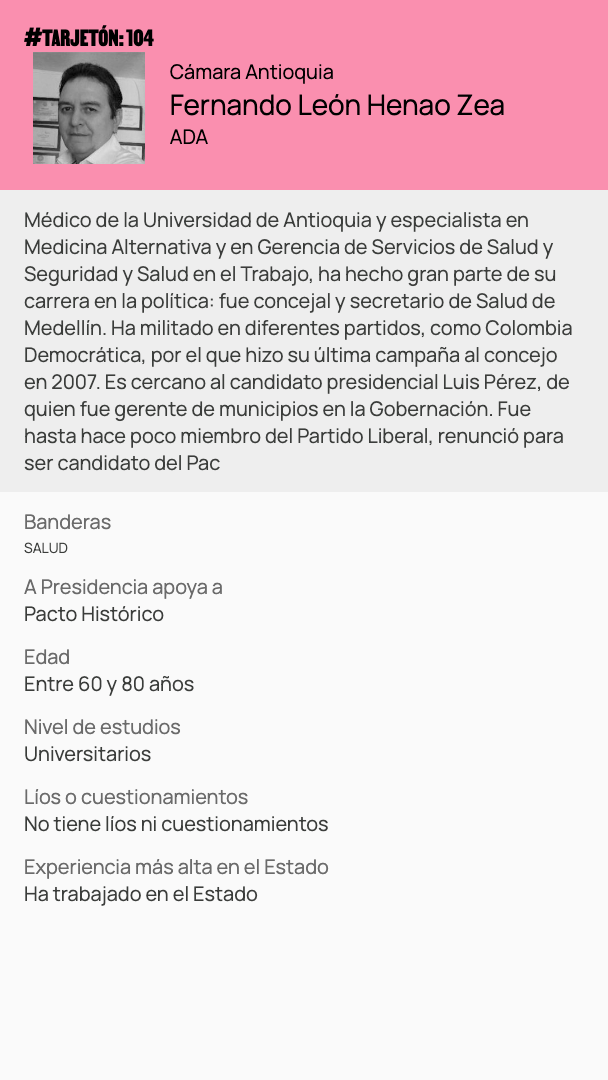 #TARJETÓN: 104
Cámara Antioquia
Fernando León Henao Zea
ADA
Médico de la Universidad de Antioquia y especialista en
Medicina Alternativa y en Gerencia de Servicios de Salud y
Seguridad y Salud en el Trabajo, ha hecho gran parte de su
carrera en la política: fue concejal y secretario de Salud de
Medellín. Ha militado en diferentes partidos, como Colombia
Democrática, por el que hizo su última campaña al concejo
en 2007. Es cercano al candidato presidencial Luis Pérez, de
quien fue gerente de municipios en la Gobernación. Fue
hasta hace poco miembro del Partido Liberal, renunció para
ser candidato del Pac
Banderas
SALUD
A Presidencia apoya a
Pacto Histórico
Edad
Entre 60 y 80 años
Nivel de estudios
Universitarios
Líos o cuestionamientos
No tiene líos ni cuestionamientos
Experiencia más alta en el Estado
Ha trabajado en el Estado